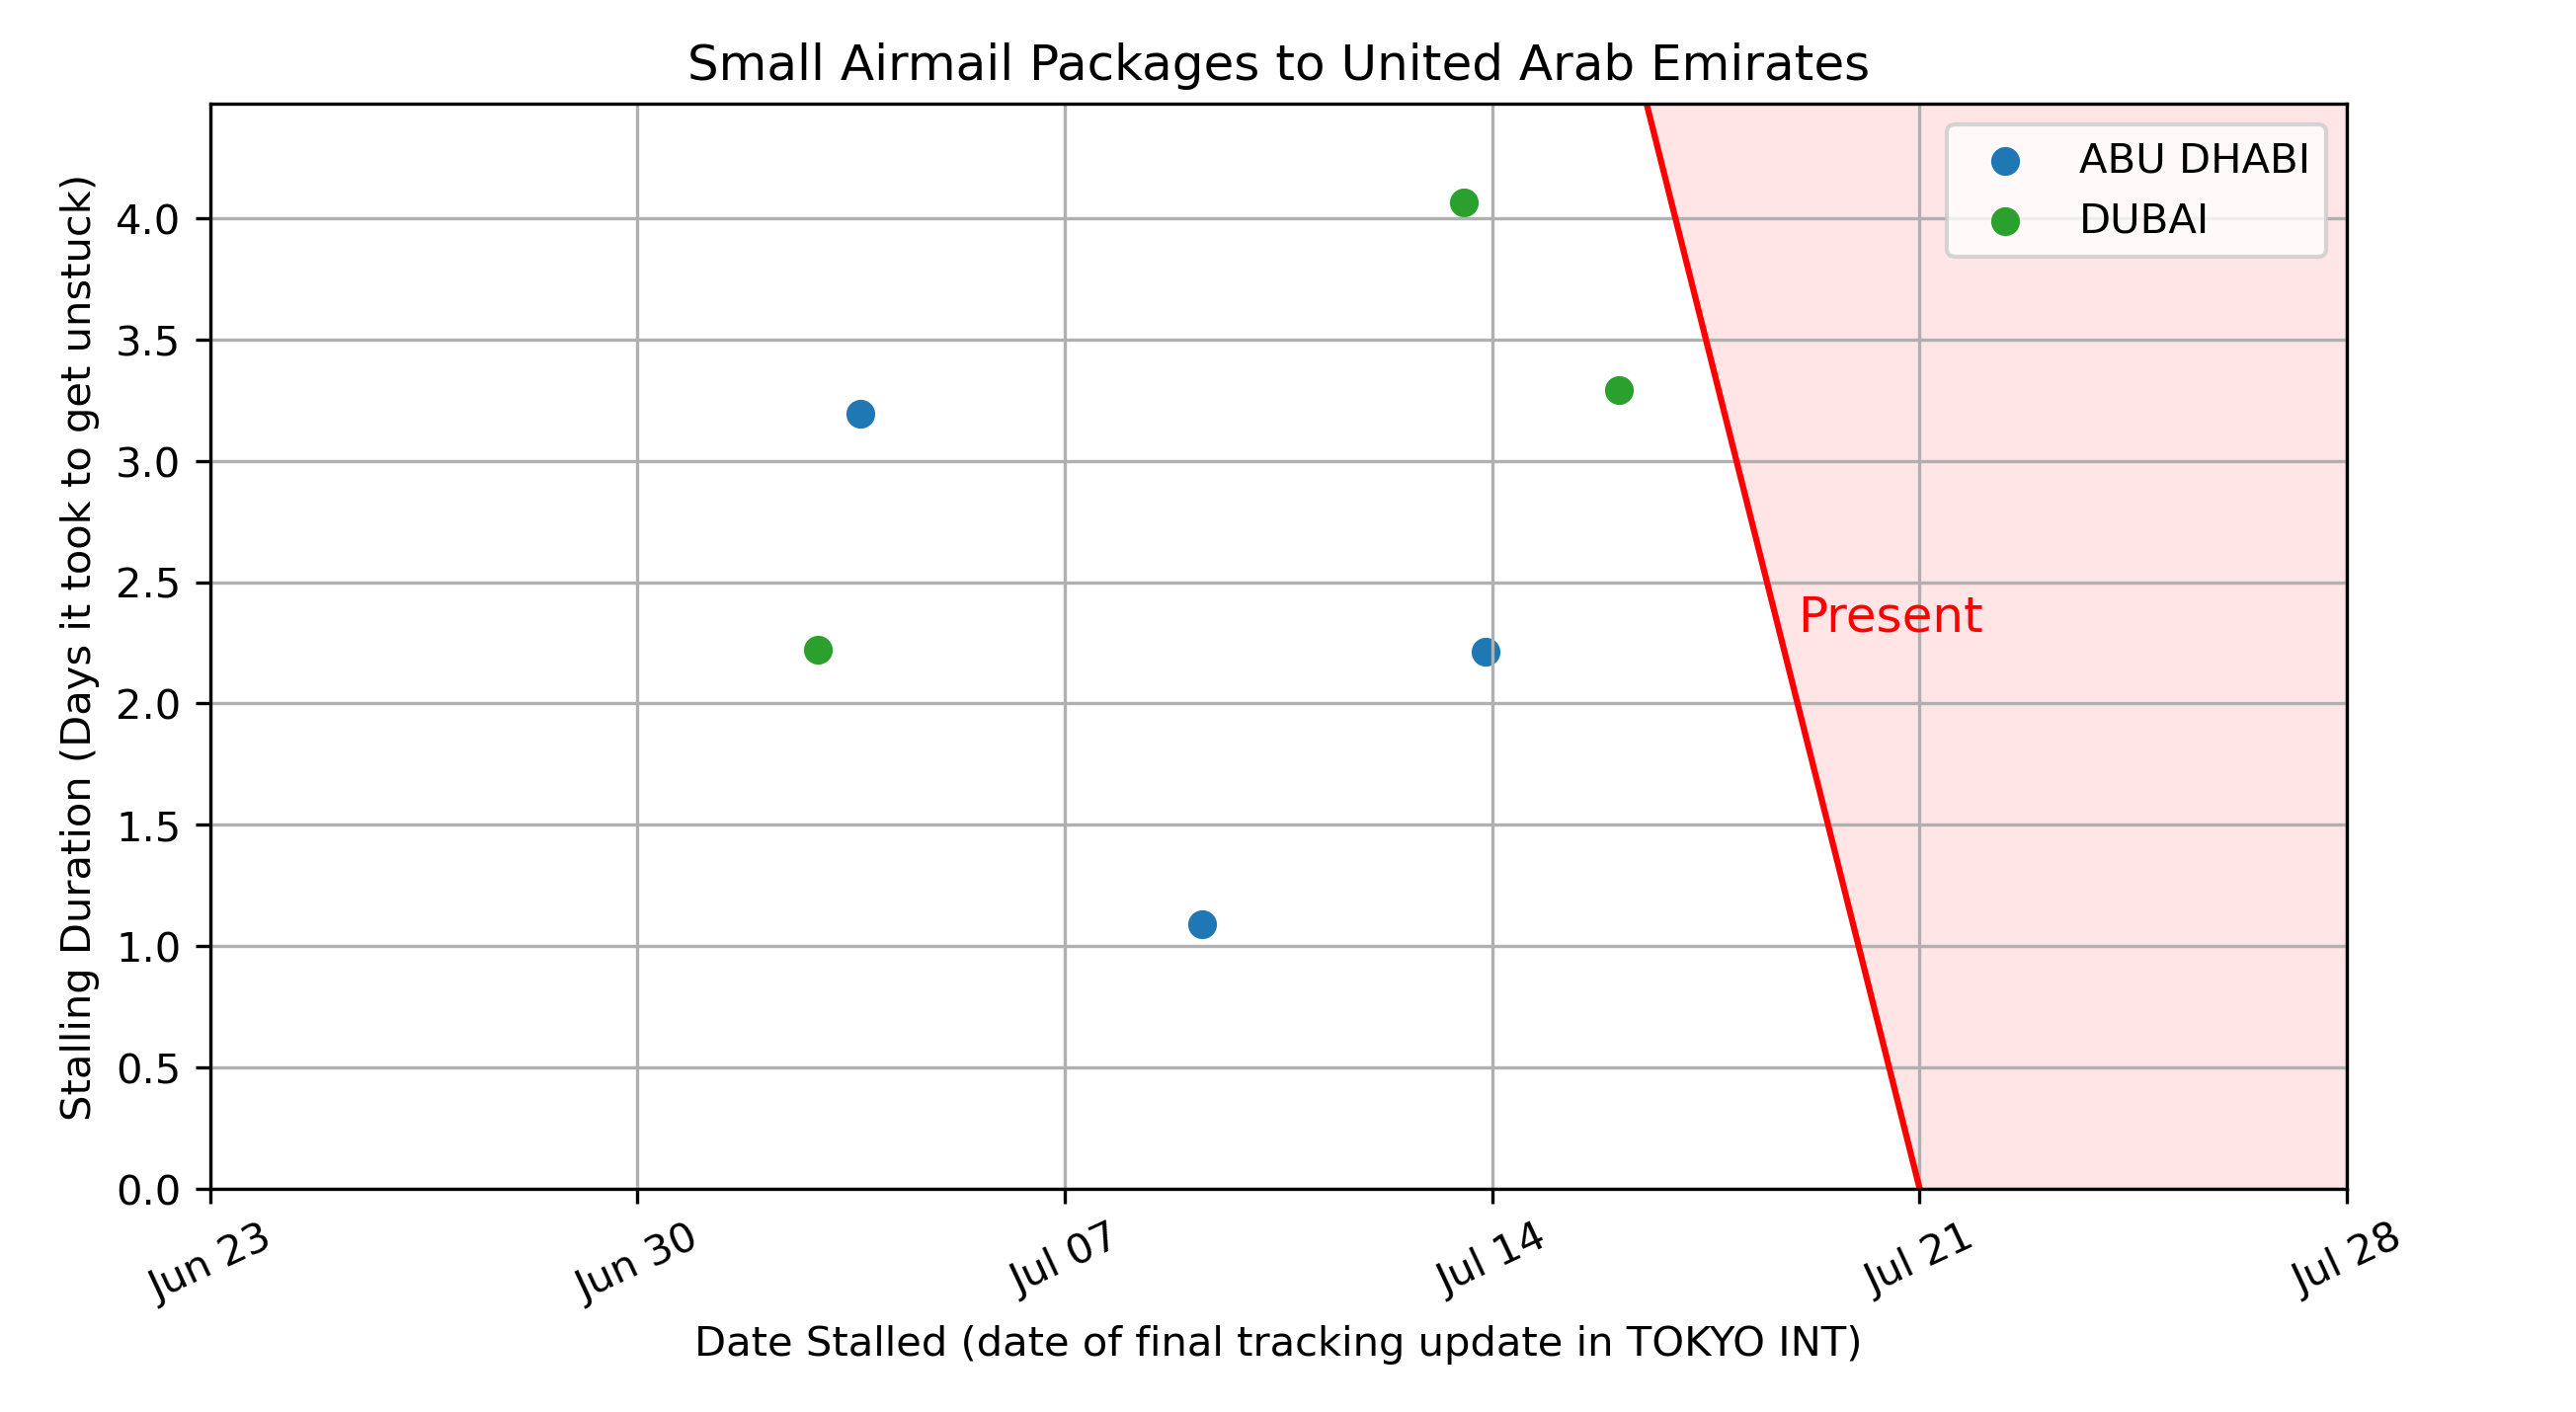 Small Airmail Packages to United Arab Emirates
ABU DHABI
DUBAI
Present
Stalling Duration (Days it took to get unstuck)
4.0
3.5
3.0
2.5
2.0
1.5
1.0
0.5
0.0
Jun 23
Jun 30
Jul 07
Jul 14
Jul 21
Jul 28
Date Stalled (date of final tracking update in TOKYO INT)